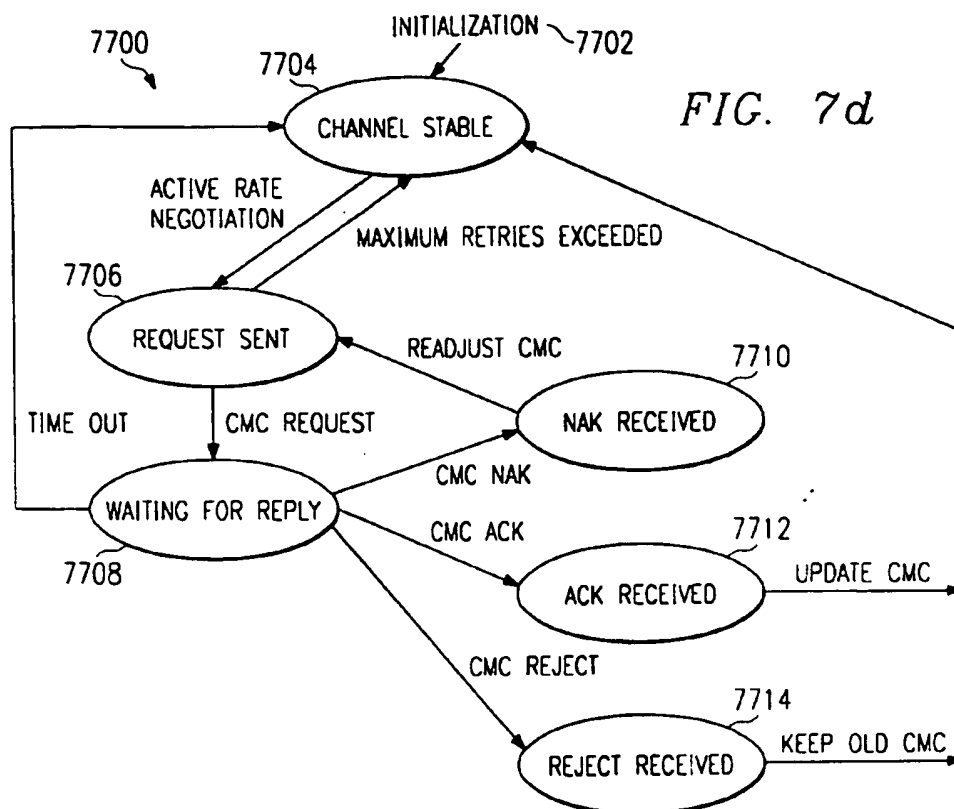 7700
INITIALIZATION
7702
7704
CHANNEL STABLE
FIG. 7d
ACTIVE RATE
NEGOTIATION
MAXIMUM RETRIES EXCEEDED
7706
REQUEST SENT
READJUST CMC
7710
NAK RECEIVED
TIME OUT
CMC REQUEST
CMC NAK
WAITING FOR REPLY
7708
CMC ACK
7712
ACK RECEIVED
UPDATE CMC
CMC REJECT
7714
REJECT RECEIVED
KEEP OLD CMC